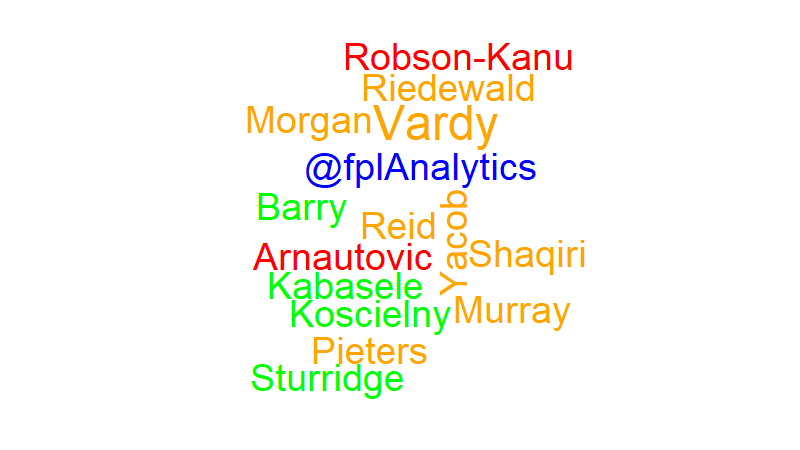 Robson-Kanu
Riedewald
Morgan
Vardy
@fplAnalytics
Barry
Reid
Yacob
Arnautovic
Shaqiri
Kabasele
Koscielny
Murray
Pieters
Sturridge